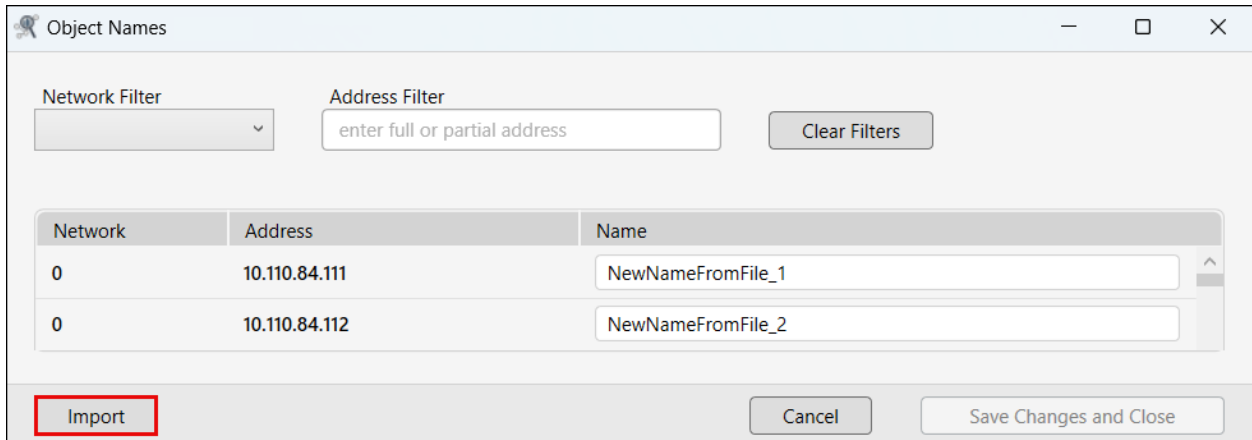 Object Names
Network Filter Address Filter
enter full or partial address Clear Filters
Network Address Name
0 10.110.84.111 NewNameFromFile_1
0 10.110.84.112 NewNameFromFile_2
Import Cancel Save Changes and Close